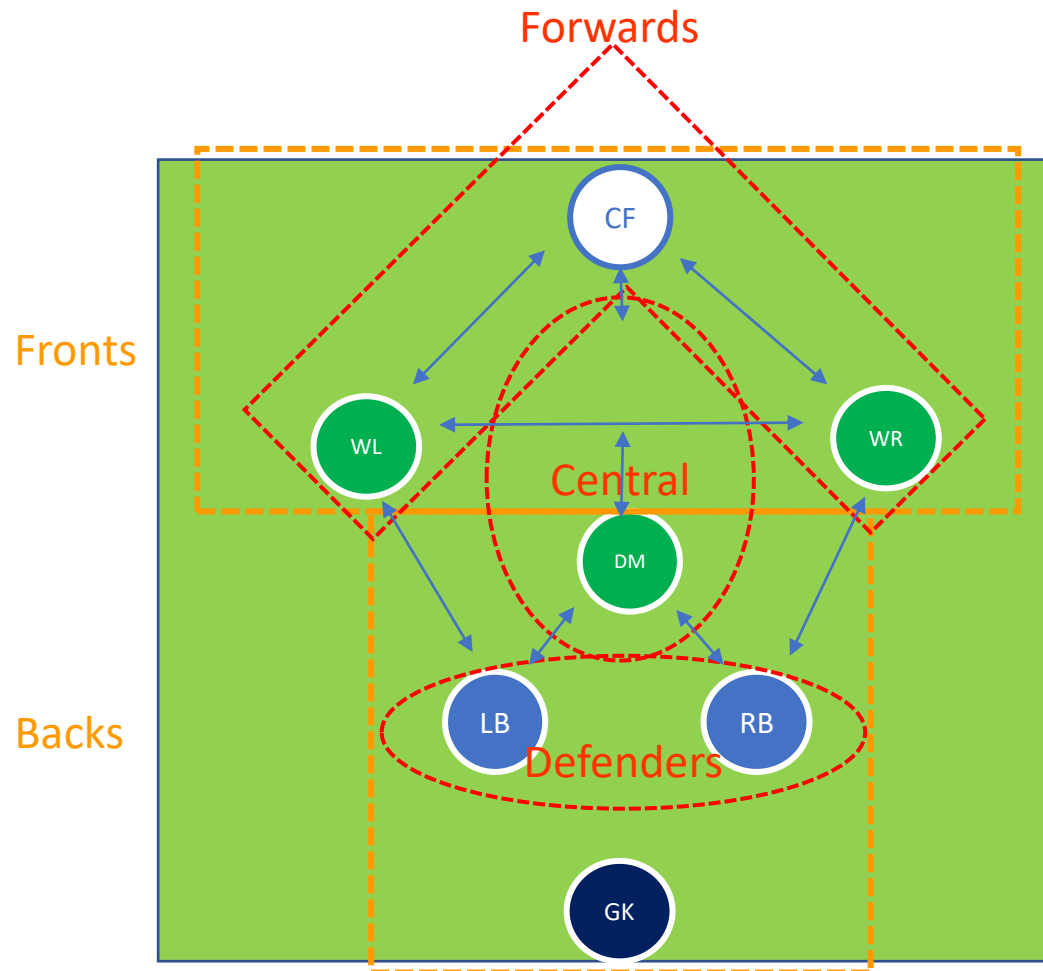 Forwards
CF
Fronts
WL
WR
Central
DM
LB
RB
Backs
Defenders
GK